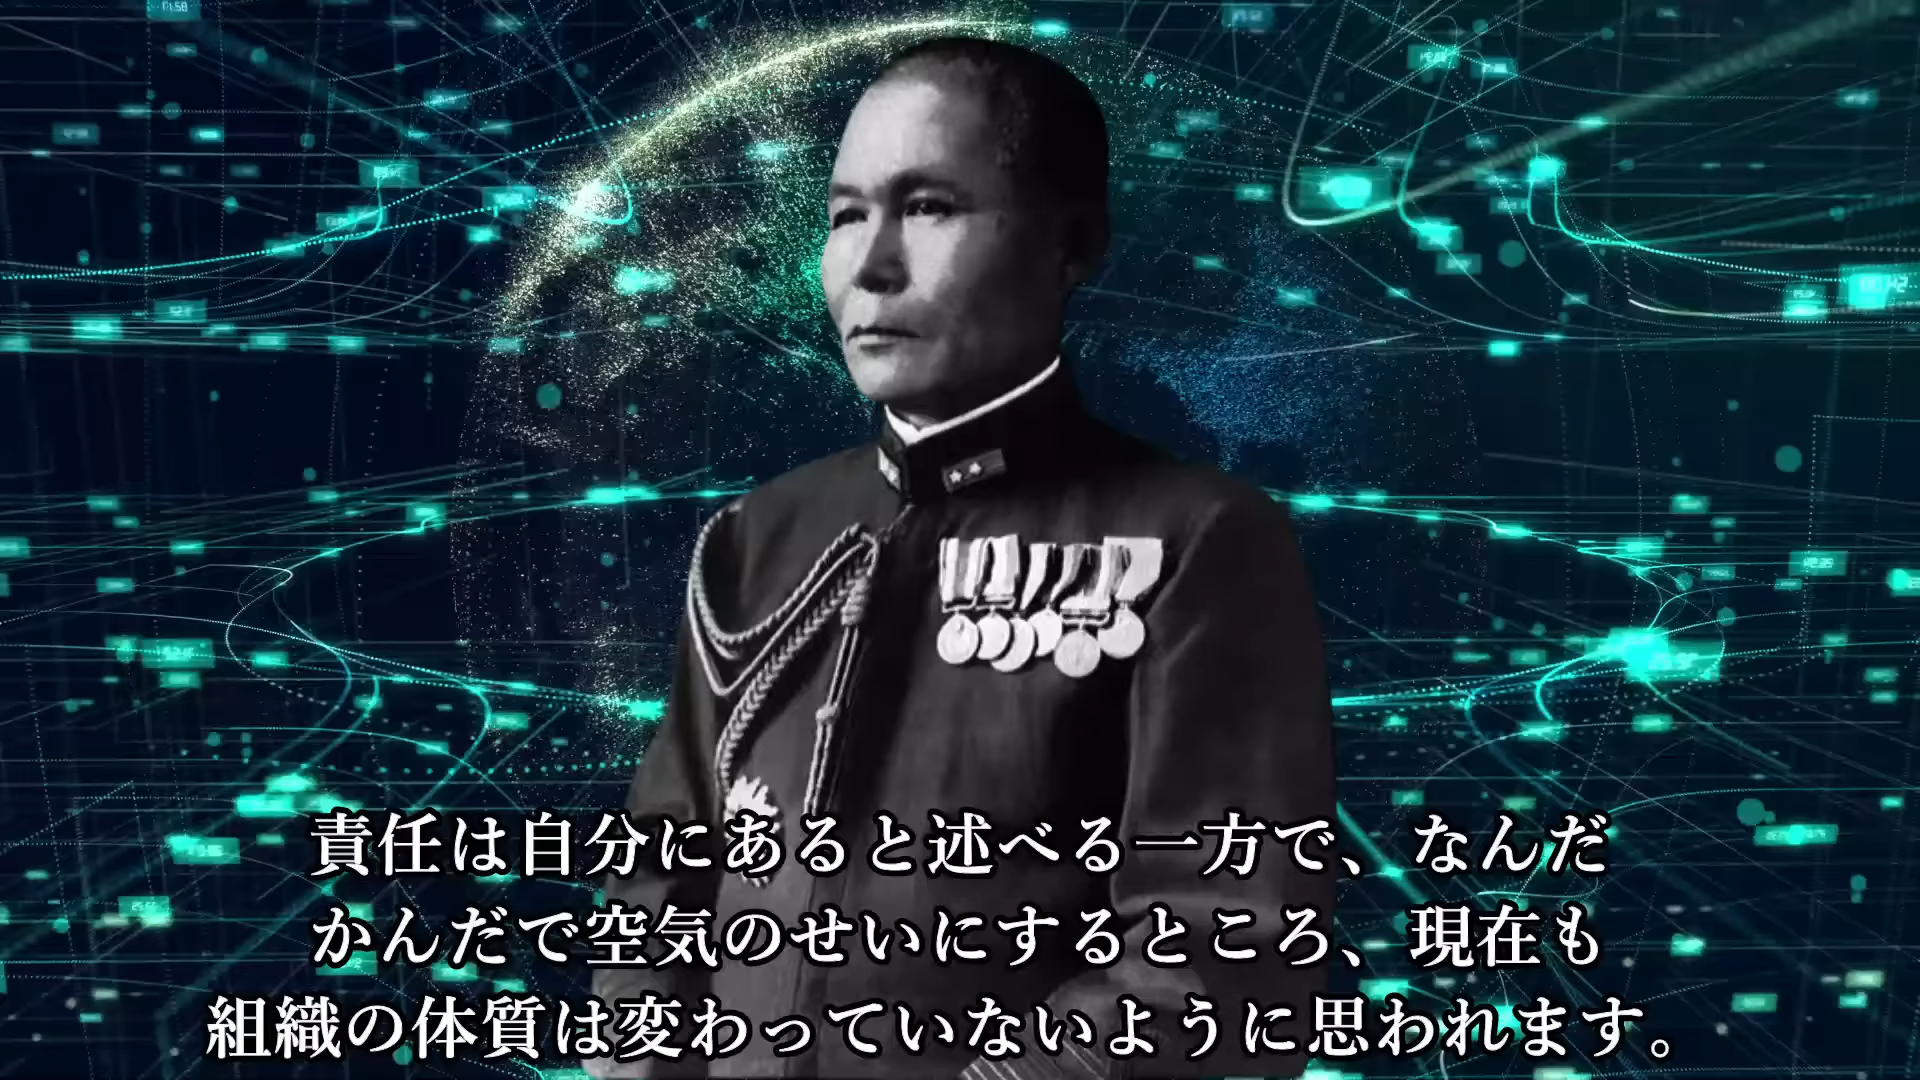 責任は自分にあると述べる一方で、なんだ
かんだで空気のせいにするところ、現在も
組織の体質は変わっていないように思われます。